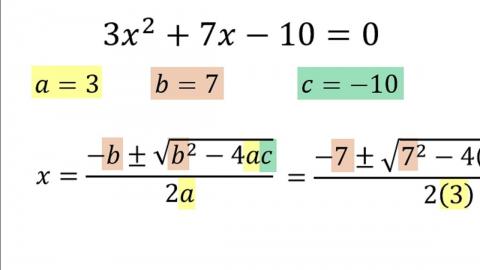 3x² + 7x − 10 = 0
a = 3 b = 7 c = −10
x = (−b ± √(b² − 4ac)) / 2a = (−7 ± √(7² − 4( / 2(3)